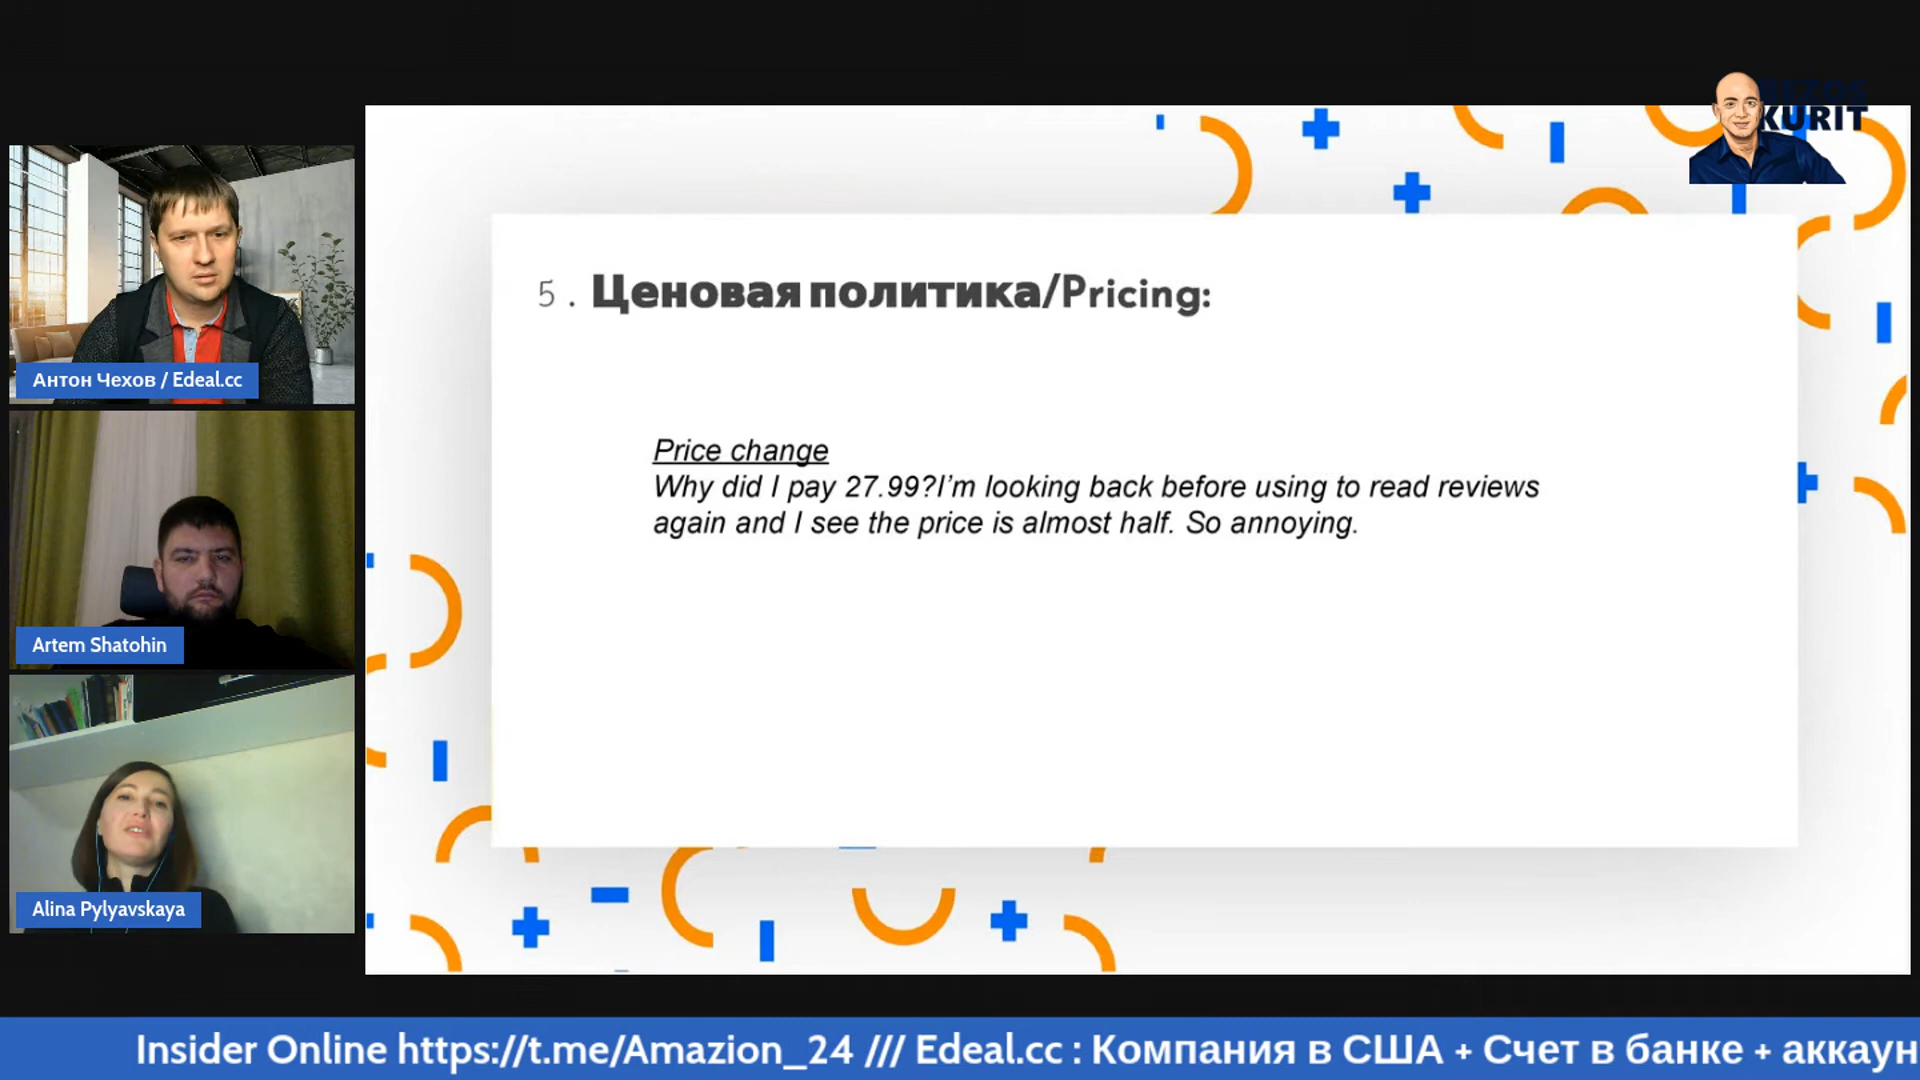 BEZOS
KURIT
Антон Чехов / Edeal.cc
Artem Shatohin
Alina Pylyavskaya
5 . Ценовая политика/Pricing:
Price change
Why did I pay 27.99?I'm looking back before using to read reviews
again and I see the price is almost half. So annoying.
Insider Online https://t.me/Amazion_24 /// Edeal.cc : Компания в США + Счет в банке + аккаун